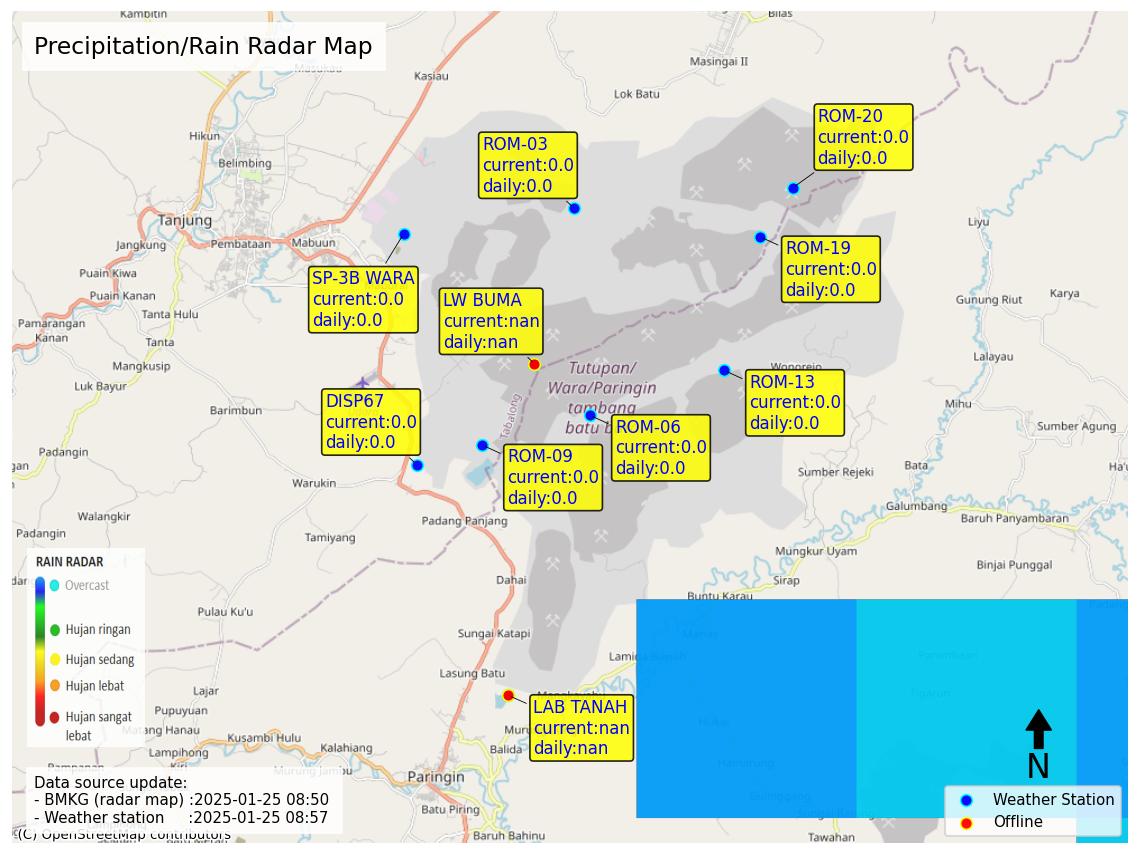 Kambitin
Bilas
Precipitation/Rain Radar Map
Masukau
Kasiau
Masingai II
Lok Batu
Hikun
Belimbing
ROM-03
current:0.0
daily:0.0
ROM-20
current:0.0
daily:0.0
Tanjung
Jangkung
Pembataan
Mabuun
Liyu
SP-3B WARA
current:0.0
daily:0.0
ROM-19
current:0.0
daily:0.0
Puain Kiwa
Puain Kanan
Tanta Hulu
Gunung Riut
Karya
LW BUMA
current:nan
daily:nan
Pamarangan
Kanan
Tanta
Mangkusip
Luk Bayur
Barimbun
Lalayau
Wonorejo
Tutupan/
Wara/Paringin
tambang
batu b
Tabalong
ROM-13
current:0.0
daily:0.0
Mihu
DISP67
current:0.0
daily:0.0
ROM-06
current:0.0
daily:0.0
Sumber Agung
ROM-09
current:0.0
daily:0.0
gan
Warukin
Sumber Rejeki
Bata
Ha'u
Galumbang
Walangkir
Padangin
Padang Panjang
Baruh Panyambaran
Tamiyang
Mungkur Uyam
Binjai Punggal
Dahai
Sirap
Buntu Karau
RAIN RADAR
Overcast
Hujan ringan
Hujan sedang
Hujan lebat
Hujan sangat
lebat
Pulau Ku'u
Sungai Katapi
Manas
Lasung Batu
Lajar
Pupuyuan
Matang Hanau
Lampihong
Kusambi Hulu
Kalahiang
Murung Jambu
LAB TANAH
current:nan
daily:nan
Balida
Paringin
Batu Piring
Baruh Bahinu
Tawahan
N
Weather Station
Offline
Data source update:
- BMKG (radar map) :2025-01-25 08:50
- Weather station :2025-01-25 08:57
(C) OpenStreetMap contributors